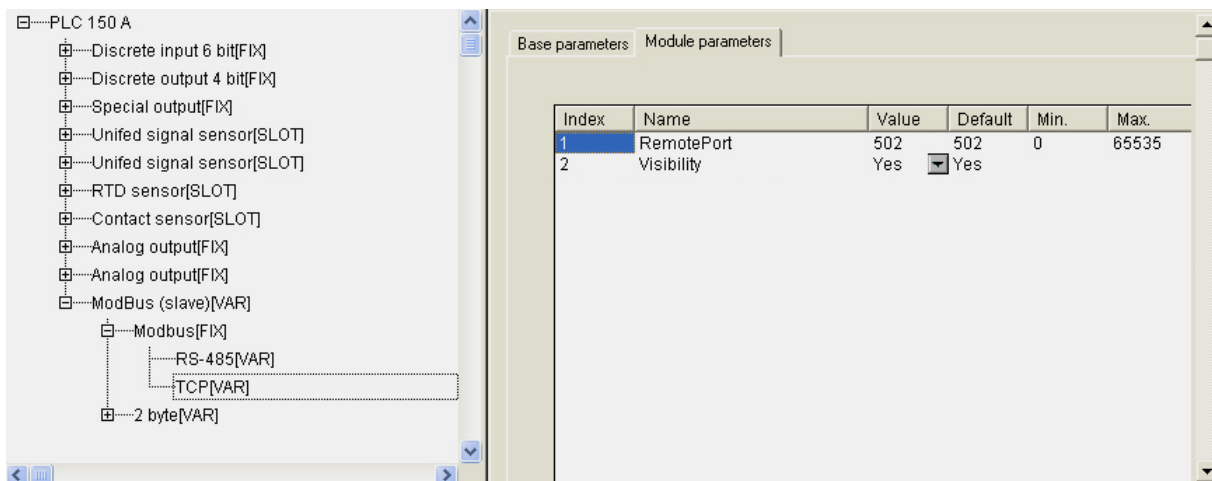 PLC 150 A
Discrete input 6 bit[FIX]
Discrete output 4 bit[FIX]
Special output[FIX]
Unifed signal sensor[SLOT]
Unifed signal sensor[SLOT]
RTD sensor[SLOT]
Contact sensor[SLOT]
Analog output[FIX]
Analog output[FIX]
ModBus (slave)[VAR]
Modbus[FIX]
RS-485[VAR]
TCP[VAR]
2 byte[VAR]
Base parameters Module parameters
Index Name Value Default Min. Max.
1 RemotePort 502 502 0 65535
2 Visibility Yes Yes